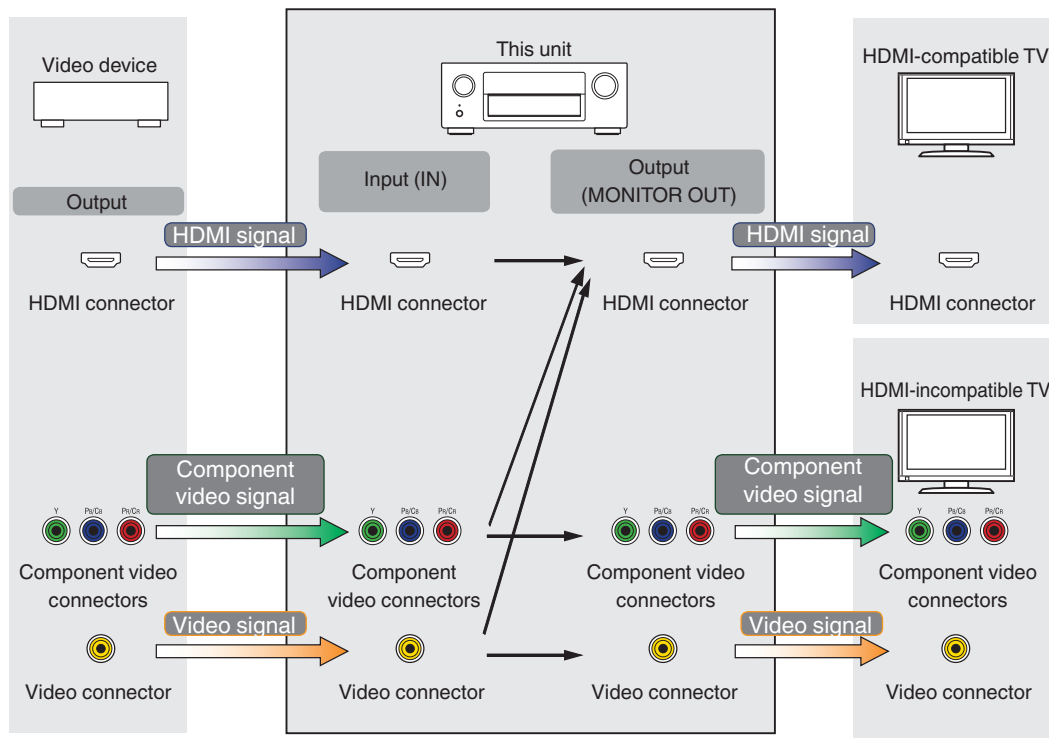 This unit
Video device
HDMI-compatible TV
Output
Input (IN)
Output
(MONITOR OUT)
HDMI signal
HDMI signal
HDMI connector
HDMI connector
HDMI connector
HDMI connector
HDMI-incompatible TV
Component
video signal
Component
video signal
Y PB/CB PR/CR
Y PB/CB PR/CR
Y PB/CB PR/CR
Y PB/CB PR/CR
Component video
connectors
Component
video connectors
Component video
connectors
Component video
connectors
Video signal
Video signal
Video connector
Video connector
Video connector
Video connector